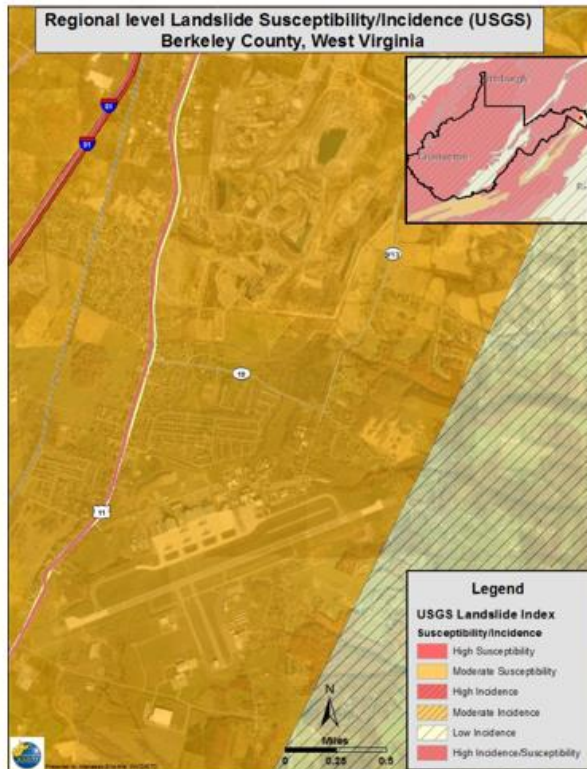 Regional level Landslide Susceptibility/Incidence (USGS)
Berkeley County, West Virginia
81
81
19
11
Legend
USGS Landslide Index
Susceptibility/Incidence
High Susceptibility
Moderate Susceptibility
High Incidence
Moderate Incidence
Low Incidence
High Incidence/Susceptibility
N
Miles
0
0.25
0.5